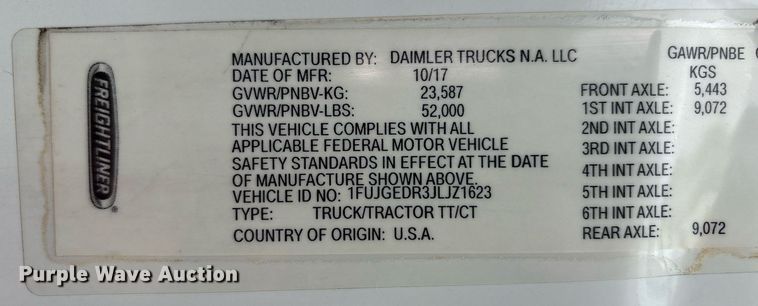 FREIGHTLINER
MANUFACTURED BY: DAIMLER TRUCKS N.A. LLC
DATE OF MFR: 10/17
GVWR/PNBV-KG: 23,587
GVWR/PNBV-LBS: 52,000
THIS VEHICLE COMPLIES WITH ALL
APPLICABLE FEDERAL MOTOR VEHICLE
SAFETY STANDARDS IN EFFECT AT THE DATE
OF MANUFACTURE SHOWN ABOVE.
VEHICLE ID NO: 1FUJGEDR3JLJZ1623
TYPE: TRUCK/TRACTOR TT/CT
COUNTRY OF ORIGIN: U.S.A.
GAWR/PNBE
KGS
FRONT AXLE: 5,443
1ST INT AXLE: 9,072
2ND INT AXLE:
3RD INT AXLE:
4TH INT AXLE:
5TH INT AXLE:
6TH INT AXLE:
REAR AXLE: 9,072
Purple Wave Auction